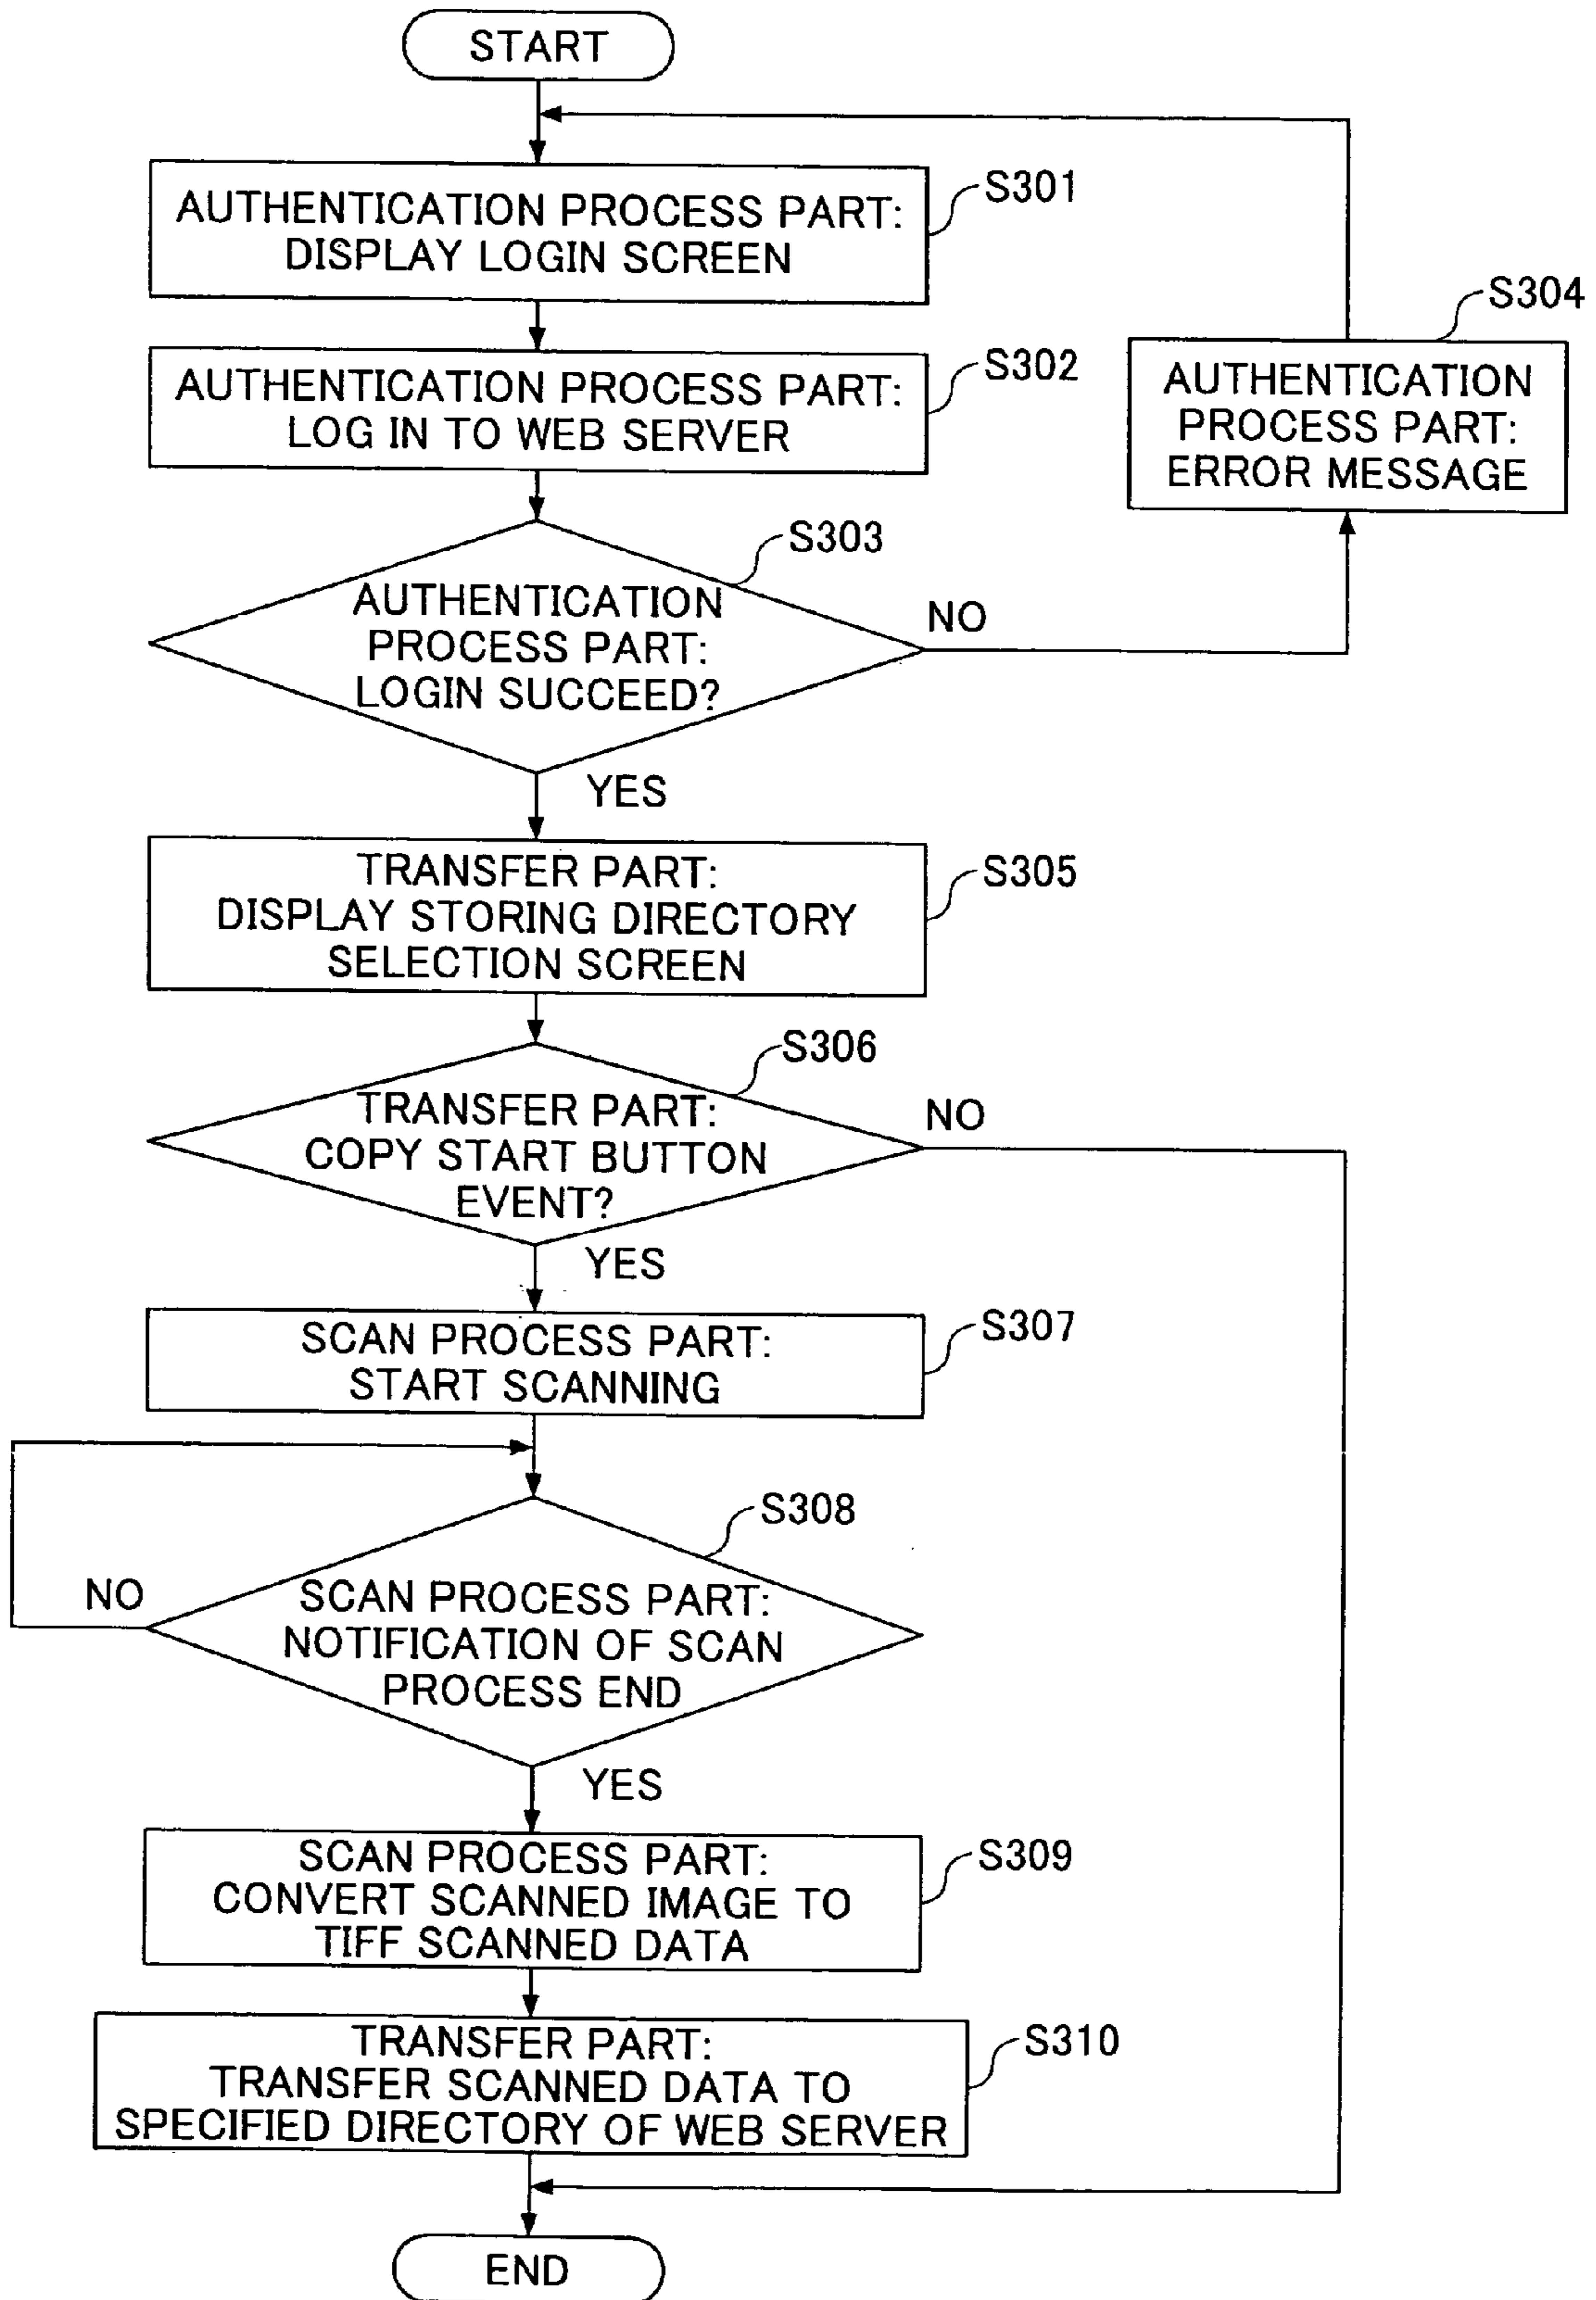 START
AUTHENTICATION PROCESS PART:
DISPLAY LOGIN SCREEN
S301
AUTHENTICATION PROCESS PART:
LOG IN TO WEB SERVER
S302
AUTHENTICATION
PROCESS PART:
LOGIN SUCCEED?
S303
NO
YES
AUTHENTICATION
PROCESS PART:
ERROR MESSAGE
S304
TRANSFER PART:
DISPLAY STORING DIRECTORY
SELECTION SCREEN
S305
TRANSFER PART:
COPY START BUTTON
EVENT?
S306
NO
YES
SCAN PROCESS PART:
START SCANNING
S307
SCAN PROCESS PART:
NOTIFICATION OF SCAN
PROCESS END
S308
NO
YES
SCAN PROCESS PART:
CONVERT SCANNED IMAGE TO
TIFF SCANNED DATA
S309
TRANSFER PART:
TRANSFER SCANNED DATA TO
SPECIFIED DIRECTORY OF WEB SERVER
S310
END